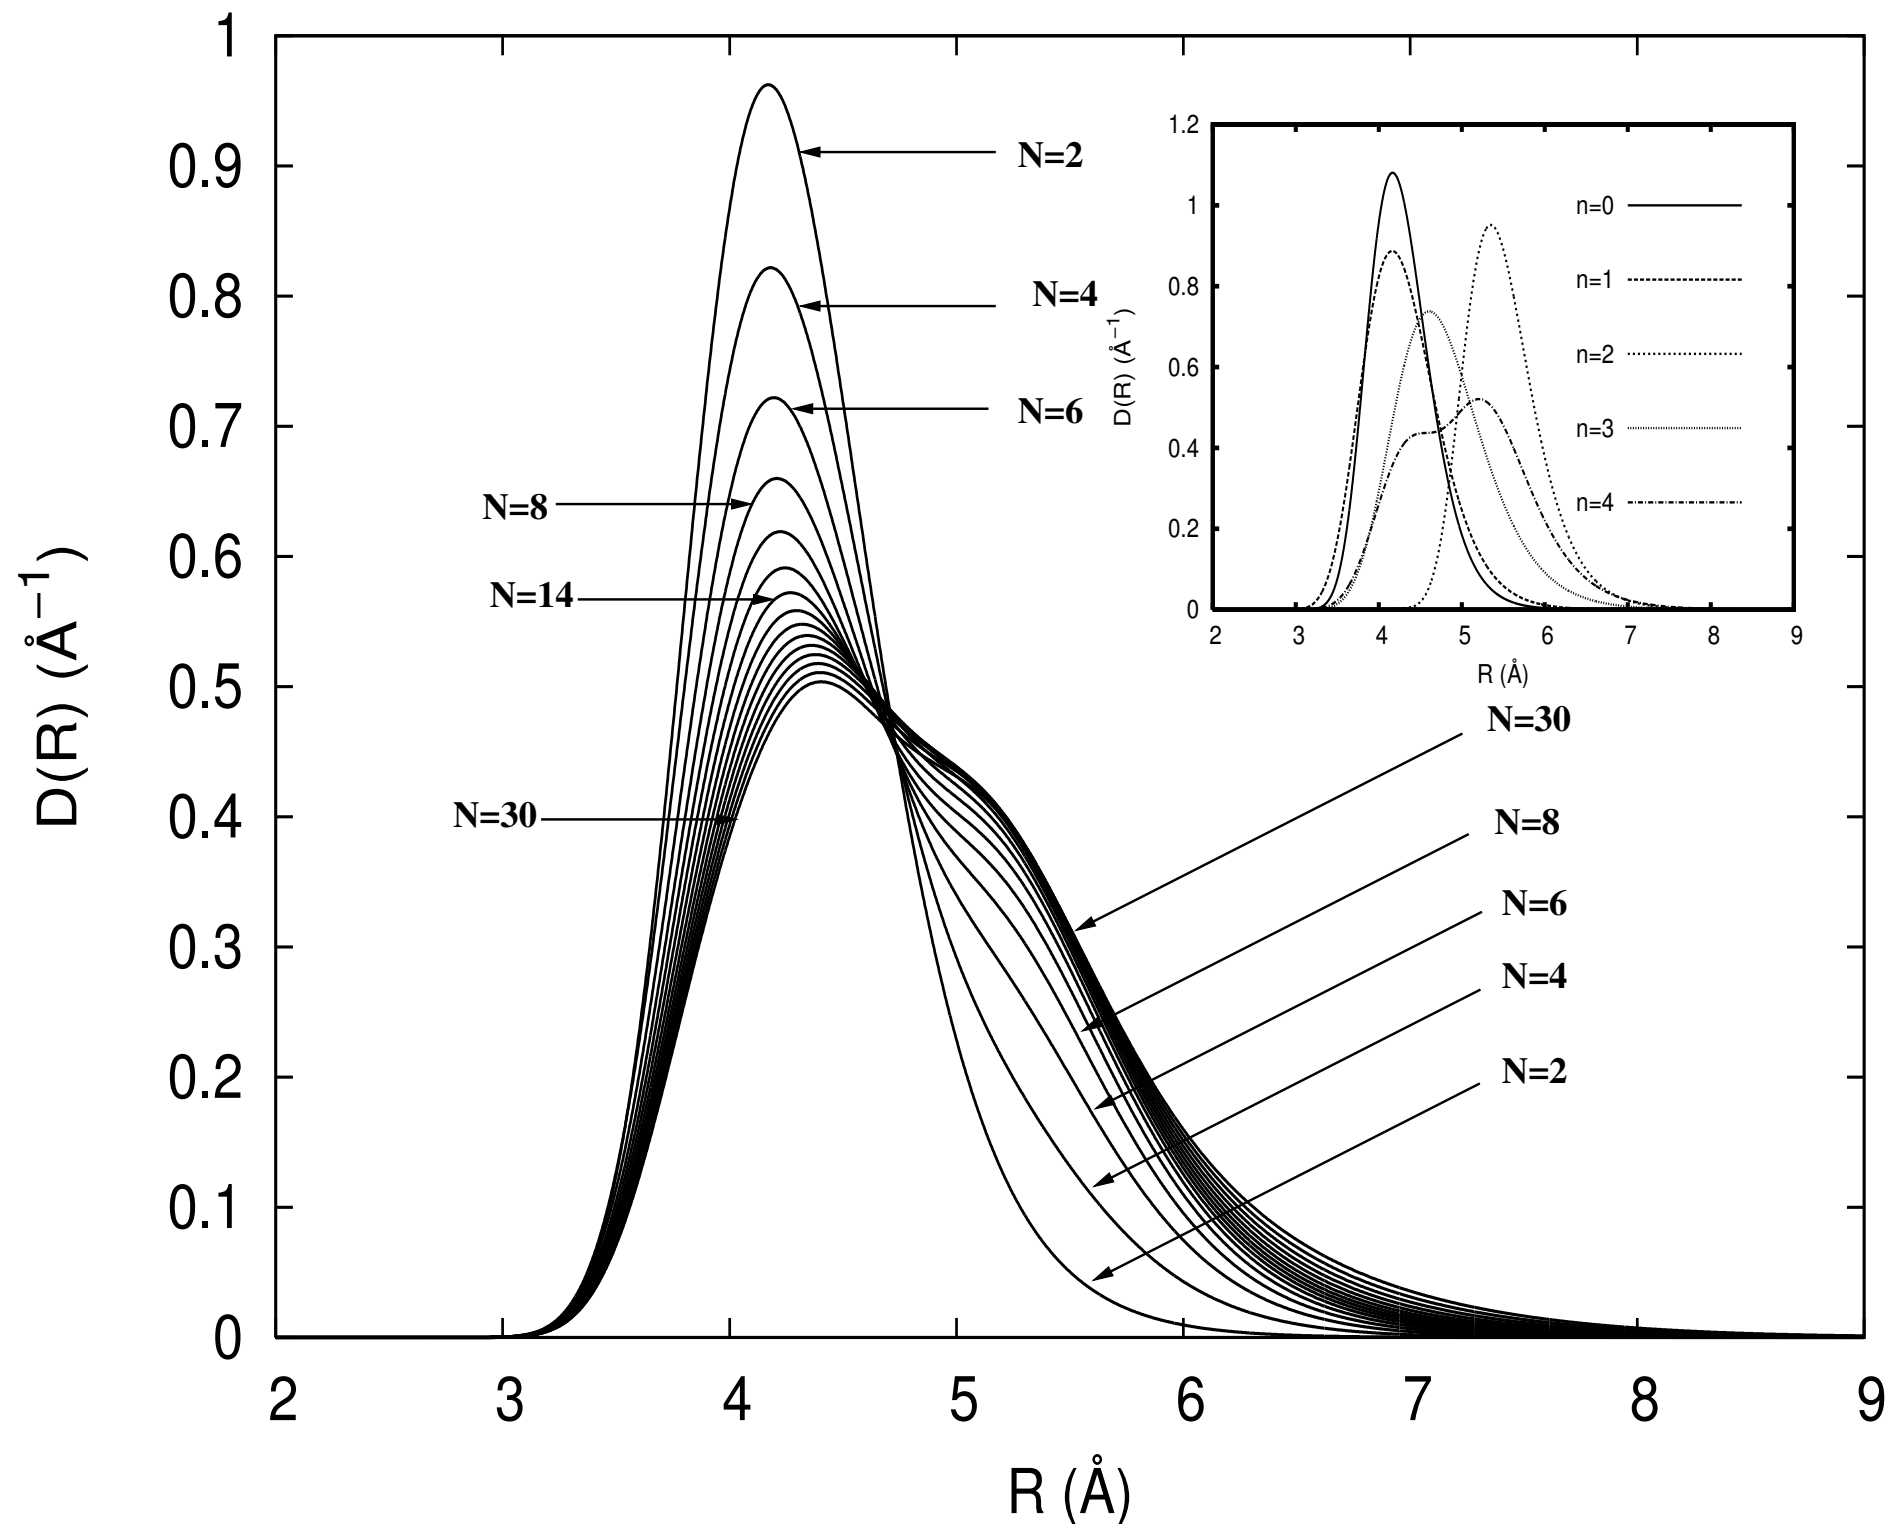 D(R) (Å⁻¹)
1
0.9
0.8
0.7
0.6
0.5
0.4
0.3
0.2
0.1
0
2 3 4 5 6 7 8 9
R (Å)
N=2
N=4
N=6
N=8
N=14
N=30
N=30
N=8
N=6
N=4
N=2
D(R) (Å⁻¹)
1.2
1
0.8
0.6
0.4
0.2
0
2 3 4 5 6 7 8 9
R (Å)
n=0
n=1
n=2
n=3
n=4